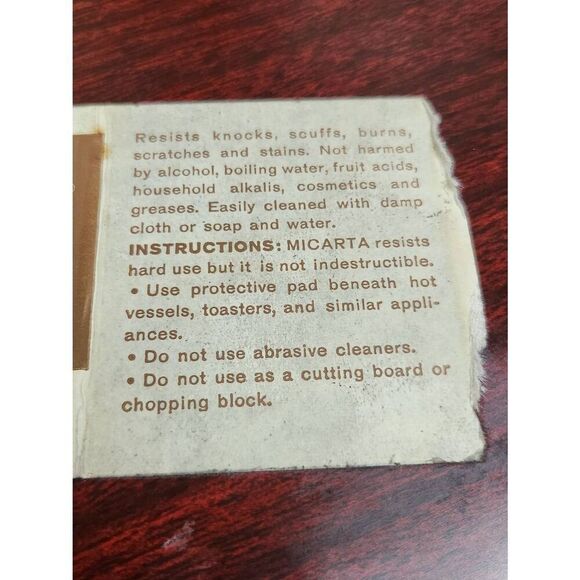 Resists knocks, scuffs, burns,
scratches and stains. Not harmed
by alcohol, boiling water, fruit acids,
household alkalis, cosmetics and
greases. Easily cleaned with damp
cloth or soap and water.
INSTRUCTIONS: MICARTA resists
hard use but it is not indestructible.
• Use protective pad beneath hot
vessels, toasters, and similar appli-
ances.
• Do not use abrasive cleaners.
• Do not use as a cutting board or
chopping block.